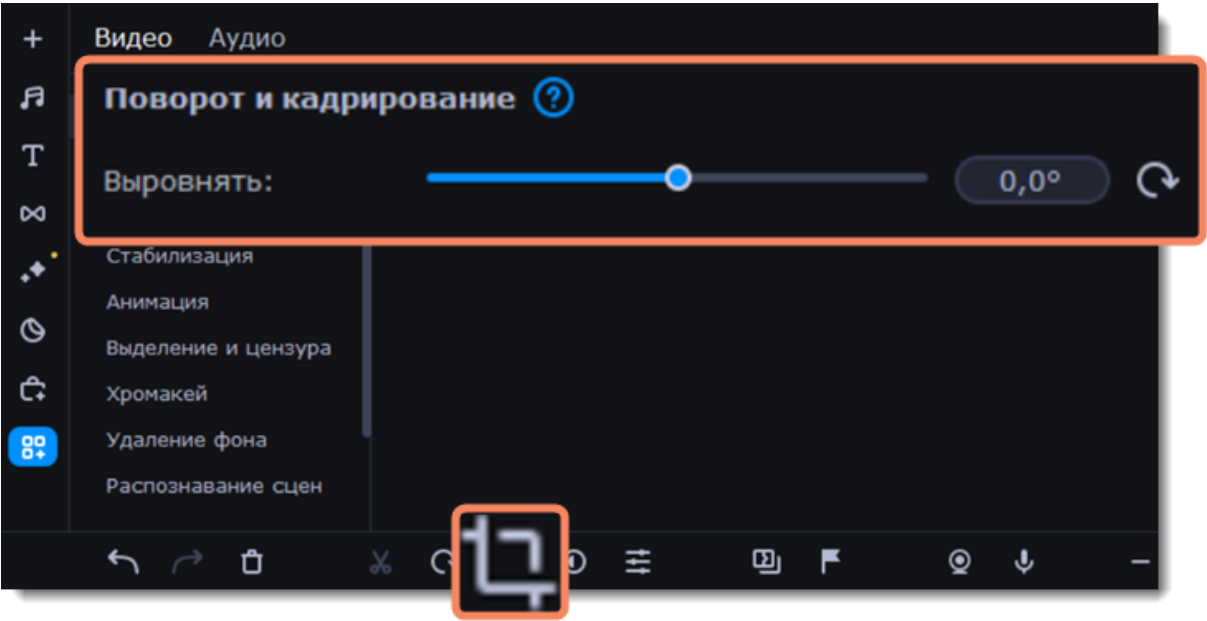 Видео Аудио
Поворот и кадрирование ?
Выровнять: 0,0°
Стабилизация
Анимация
Выделение и цензура
Хромакей
Удаление фона
Распознавание сцен